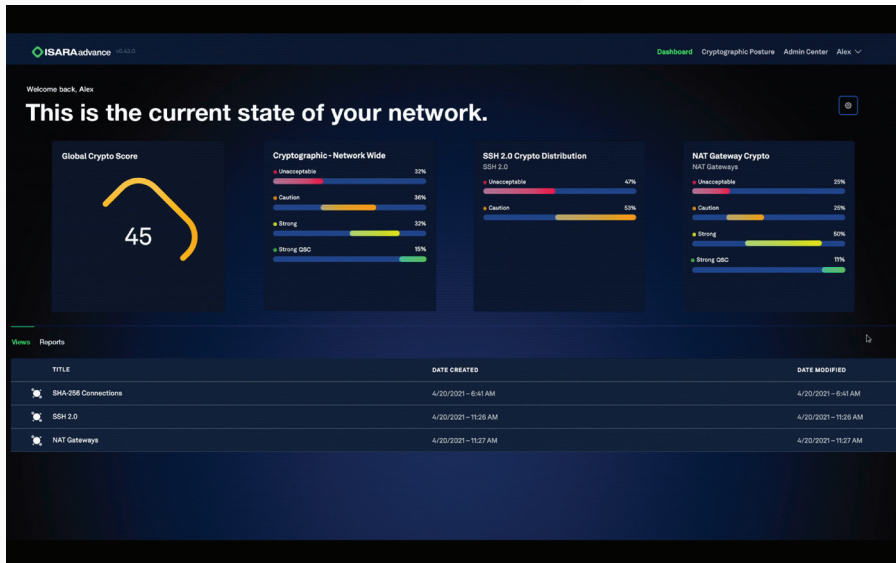 ISARA advance v0.43.0
Dashboard Cryptographic Posture Admin Center Alex
Welcome back, Alex
This is the current state of your network.
Global Crypto Score
45
Cryptographic - Network Wide
Unacceptable 32%
Caution 36%
Strong 32%
Strong QSC 15%
SSH 2.0 Crypto Distribution
SSH 2.0
Unacceptable 47%
Caution 53%
NAT Gateway Crypto
NAT Gateways
Unacceptable 25%
Caution 25%
Strong 50%
Strong QSC 11%
Views Reports
TITLE DATE CREATED DATE MODIFIED
SHA-256 Connections 4/20/2021 – 6:41 AM 4/20/2021 – 6:41 AM
SSH 2.0 4/20/2021 – 11:26 AM 4/20/2021 – 11:26 AM
NAT Gateways 4/20/2021 – 11:27 AM 4/20/2021 – 11:27 AM